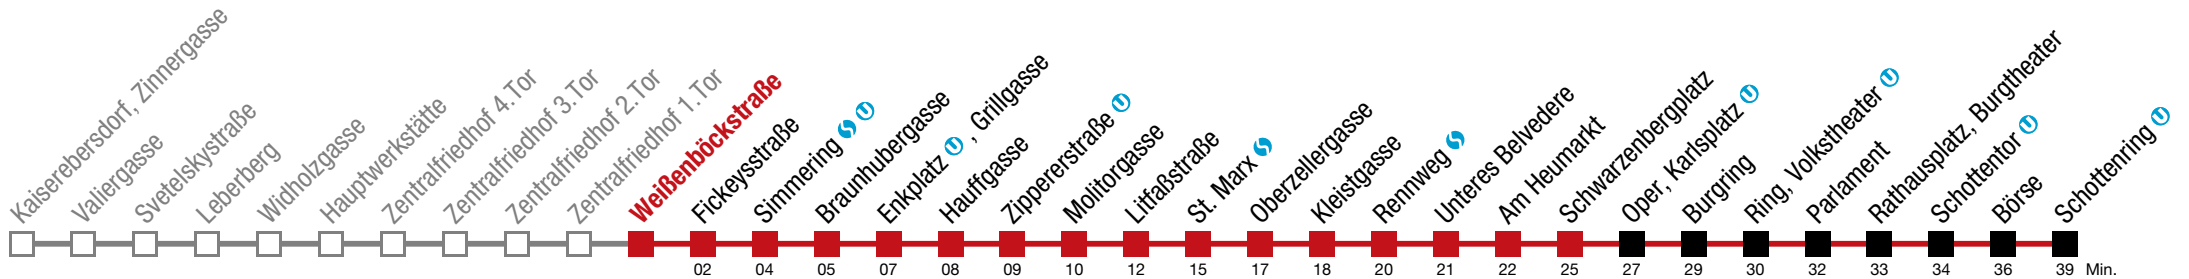 Kaiserebersdorf, Zinnergasse
Valiergasse
Svetelskystraße
Leberberg
Widholzgasse
Hauptwerkstätte
Zentralfriedhof 4.Tor
Zentralfriedhof 3.Tor
Zentralfriedhof 2.Tor
Zentralfriedhof 1.Tor
Weißenböckstraße
Fickeysstraße
Simmering S U
Braunhubergasse
Enkplatz U , Grillgasse
Hauffgasse
Zippererstraße U
Molitorgasse
Litfaßstraße
St. Marx S
Oberzellergasse
Kleistgasse
Rennweg S
Unteres Belvedere
Am Heumarkt
Schwarzenbergplatz
Oper, Karlsplatz U
Burgring
Ring, Volkstheater U
Parlament
Rathausplatz, Burgtheater
Schottentor U
Börse
Schottenring U
02 04 05 07 08 09 10 12 15 17 18 20 21 22 25 27 29 30 32 33 34 36 39 Min.